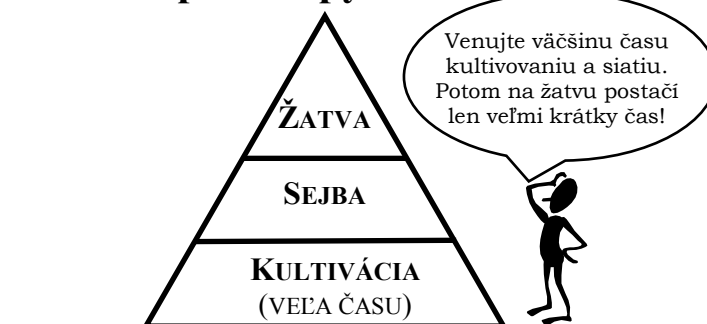 Venujte väčšinu času
kultivovaniu a siatiu.
Potom na žatvu postačí
len veľmi krátky čas!
ŽATVA
SEJBA
KULTIVÁCIA
(VEĽA ČASU)